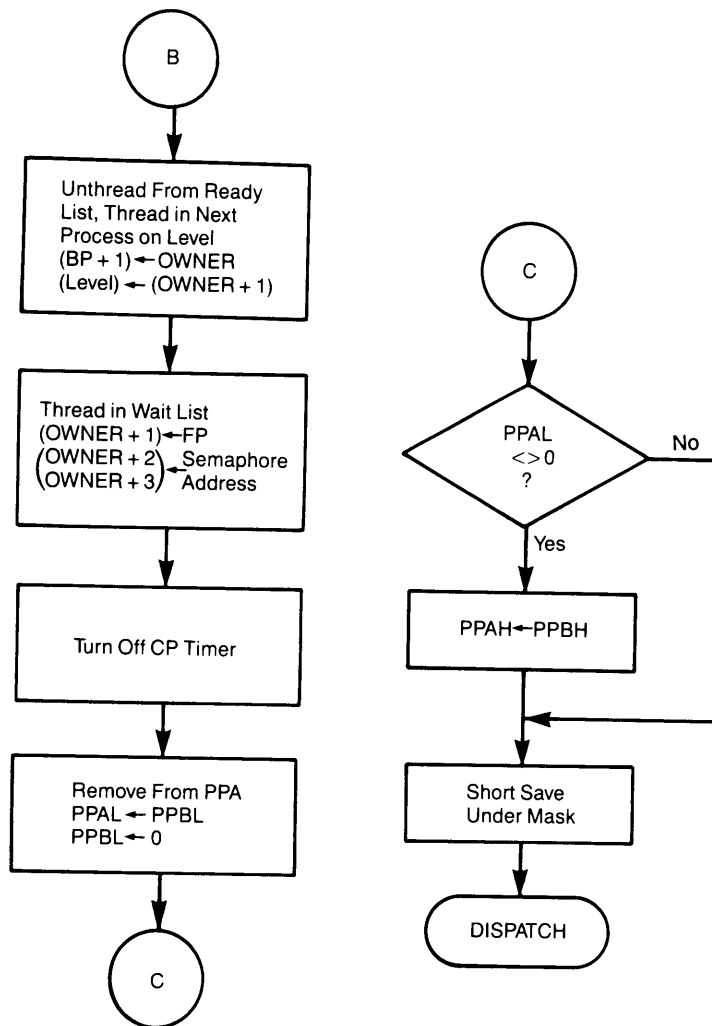 B
Unthread From Ready
List, Thread in Next
Process on Level
(BP + 1) ← OWNER
(Level) ← (OWNER + 1)
Thread in Wait List
(OWNER + 1) ← FP
(OWNER + 2) ← Semaphore
(OWNER + 3) Address
Turn Off CP Timer
Remove From PPA
PPAL ← PPBL
PPBL ← 0
C
C
PPAL
<> 0
?
No
Yes
PPAH ← PPBH
Short Save
Under Mask
DISPATCH